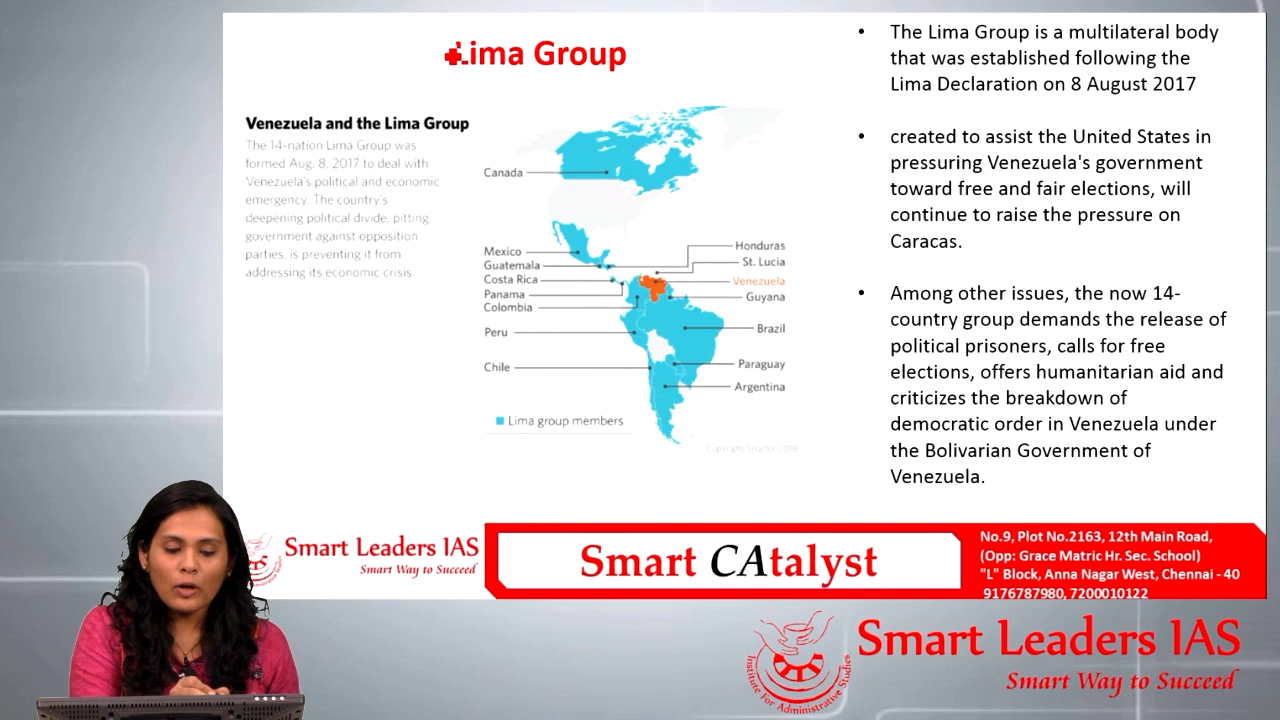 Lima Group
Venezuela and the Lima Group
The 14-nation Lima Group was
formed Aug. 8, 2017 to deal with
Venezuela's political and economic
emergency. The country's
deepening political divide, pitting
government against opposition
parties, is preventing it from
addressing its economic crisis.
Canada
Mexico
Guatemala
Costa Rica
Panama
Colombia
Peru
Chile
Honduras
St. Lucia
Venezuela
Guyana
Brazil
Paraguay
Argentina
Lima group members
Copyright Stratfor 2018
• The Lima Group is a multilateral body
that was established following the
Lima Declaration on 8 August 2017
• created to assist the United States in
pressuring Venezuela's government
toward free and fair elections, will
continue to raise the pressure on
Caracas.
• Among other issues, the now 14-
country group demands the release of
political prisoners, calls for free
elections, offers humanitarian aid and
criticizes the breakdown of
democratic order in Venezuela under
the Bolivarian Government of
Venezuela.
Smart Leaders IAS
Smart Way to Succeed
Smart CAtalyst
No.9, Plot No.2163, 12th Main Road,
(Opp: Grace Matric Hr. Sec. School)
"L" Block, Anna Nagar West, Chennai - 40
9176787980, 7200010122
Institute For Administrative Studies
Smart Leaders IAS
Smart Way to Succeed